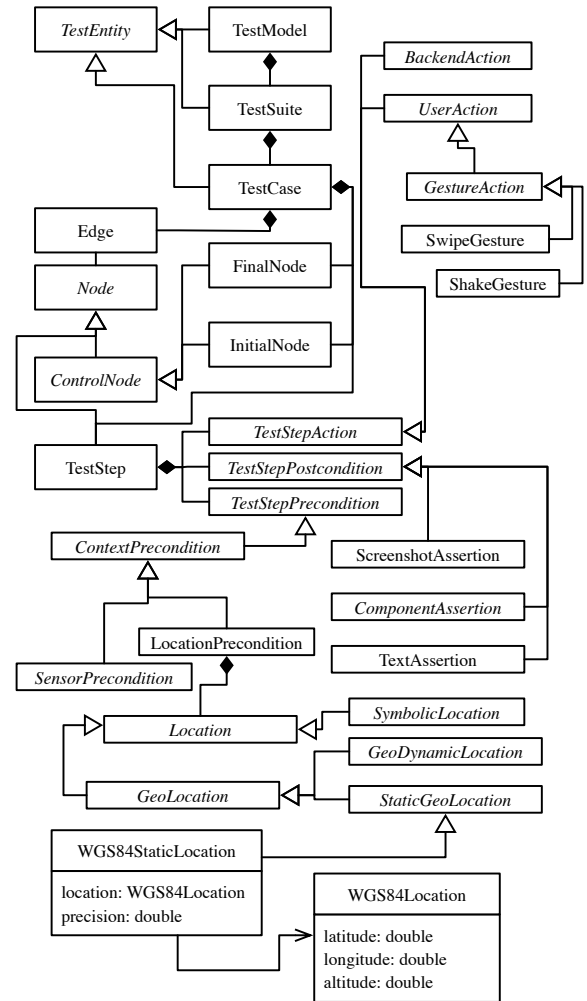 TestEntity
TestModel
BackendAction
TestSuite
UserAction
TestCase
GestureAction
Edge
SwipeGesture
FinalNode
Node
ShakeGesture
InitialNode
ControlNode
TestStepAction
TestStep
TestStepPostcondition
TestStepPrecondition
ContextPrecondition
ScreenshotAssertion
ComponentAssertion
LocationPrecondition
TextAssertion
SensorPrecondition
SymbolicLocation
Location
GeoDynamicLocation
GeoLocation
StaticGeoLocation
WGS84StaticLocation
location: WGS84Location
precision: double
WGS84Location
latitude: double
longitude: double
altitude: double